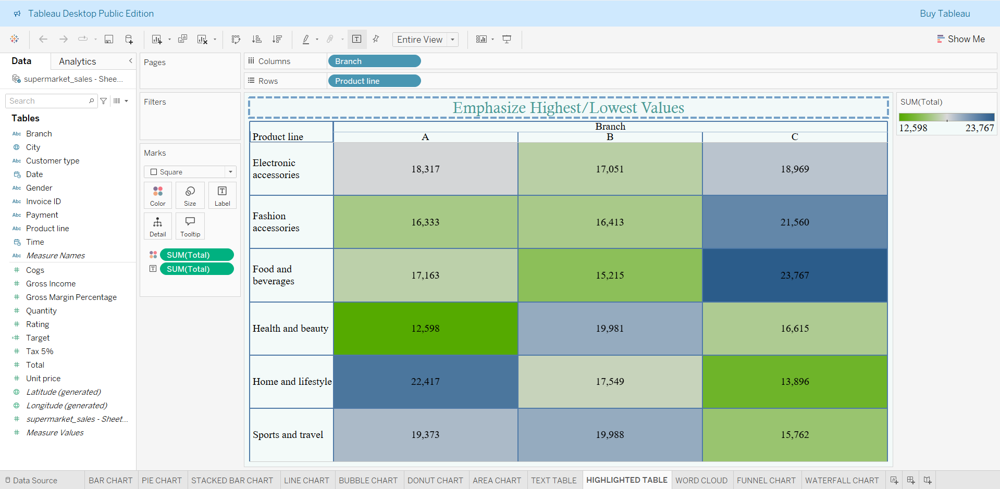 Tableau Desktop Public Edition
Buy Tableau
Entire View
Show Me
Data
Analytics
supermarket_sales - Shee...
Search
Tables
Abc Branch
City
Abc Customer type
Date
Abc Gender
Abc Invoice ID
Abc Payment
Abc Product line
Time
Abc Measure Names
# Cogs
# Gross Income
# Gross Margin Percentage
# Quantity
# Rating
=# Target
# Tax 5%
# Total
# Unit price
Latitude (generated)
Longitude (generated)
# supermarket_sales - Sheet...
# Measure Values
Pages
Filters
Marks
Square
Color
Size
Label
Detail
Tooltip
SUM(Total)
SUM(Total)
Columns
Branch
Rows
Product line
Emphasize Highest/Lowest Values
Branch
Product line
A
B
C
Electronic
accessories
18,317
17,051
18,969
Fashion
accessories
16,333
16,413
21,560
Food and
beverages
17,163
15,215
23,767
Health and beauty
12,598
19,981
16,615
Home and lifestyle
22,417
17,549
13,896
Sports and travel
19,373
19,988
15,762
SUM(Total)
12,598
23,767
Data Source
BAR CHART
PIE CHART
STACKED BAR CHART
LINE CHART
BUBBLE CHART
DONUT CHART
AREA CHART
TEXT TABLE
HIGHLIGHTED TABLE
WORD CLOUD
FUNNEL CHART
WATERFALL CHART